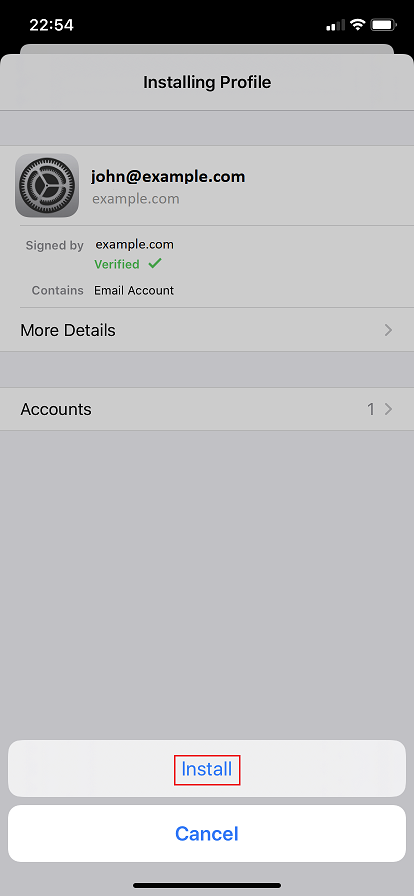 22:54
Installing Profile
john@example.com
example.com
Signed by example.com
Verified
Contains Email Account
More Details
Accounts 1
Install
Cancel